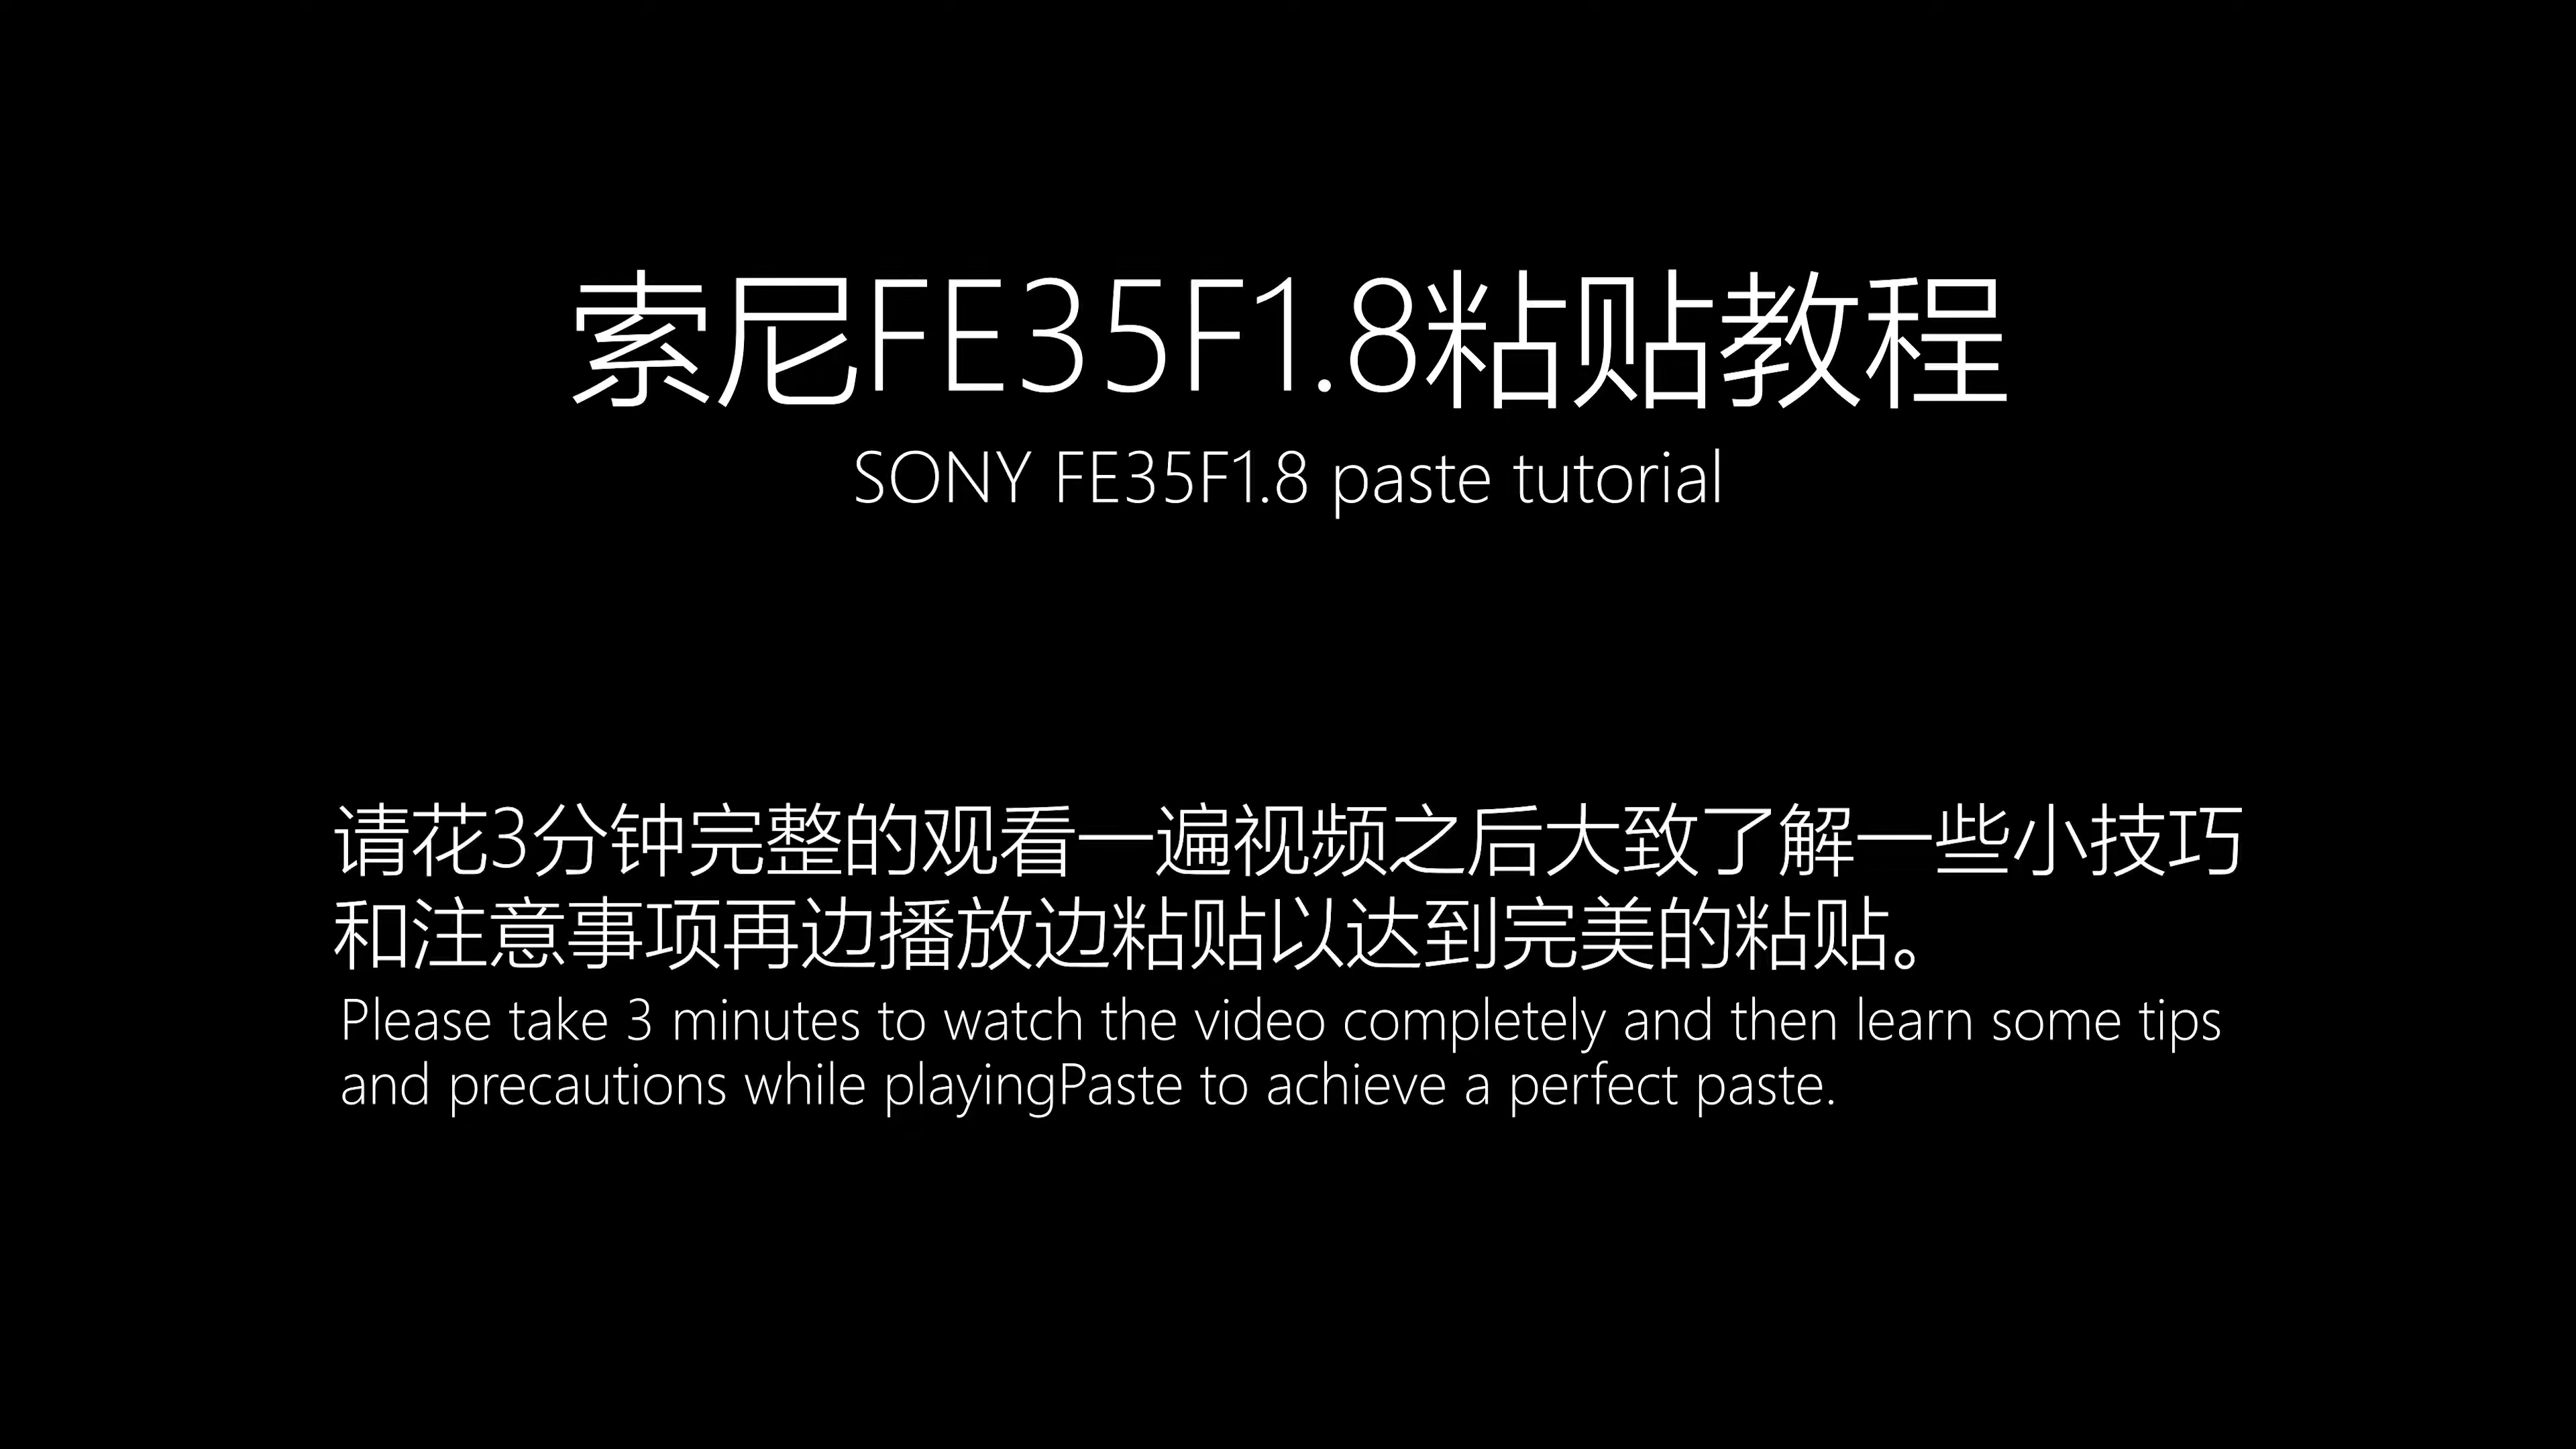 索尼FE35F1.8粘贴教程
SONY FE35F1.8 paste tutorial
请花3分钟完整的观看一遍视频之后大致了解一些小技巧
和注意事项再边播放边粘贴以达到完美的粘贴。
Please take 3 minutes to watch the video completely and then learn some tips
and precautions while playingPaste to achieve a perfect paste.